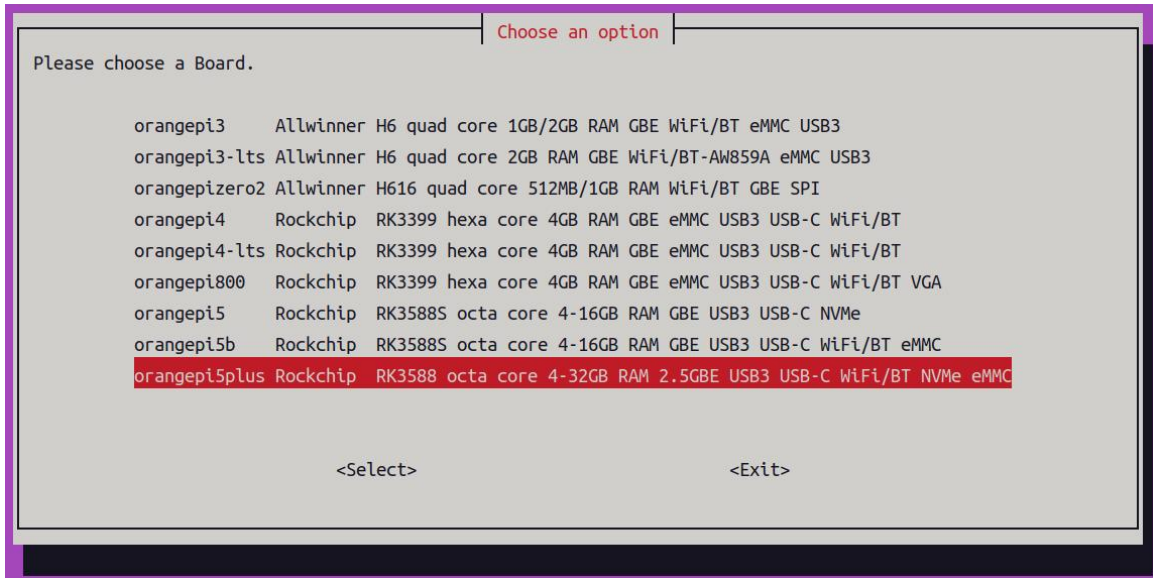 Choose an option
Please choose a Board.
orangepi3 Allwinner H6 quad core 1GB/2GB RAM GBE WiFi/BT eMMC USB3
orangepi3-lts Allwinner H6 quad core 2GB RAM GBE WiFi/BT-AW859A eMMC USB3
orangepizero2 Allwinner H616 quad core 512MB/1GB RAM WiFi/BT GBE SPI
orangepi4 Rockchip RK3399 hexa core 4GB RAM GBE eMMC USB3 USB-C WiFi/BT
orangepi4-lts Rockchip RK3399 hexa core 4GB RAM GBE eMMC USB3 USB-C WiFi/BT
orangepi800 Rockchip RK3399 hexa core 4GB RAM GBE eMMC USB3 USB-C WiFi/BT VGA
orangepi5 Rockchip RK3588S octa core 4-16GB RAM GBE USB3 USB-C NVMe
orangepi5b Rockchip RK3588S octa core 4-16GB RAM GBE USB3 USB-C WiFi/BT eMMC
orangepi5plus Rockchip RK3588 octa core 4-32GB RAM 2.5GBE USB3 USB-C WiFi/BT NVMe eMMC
<Select> <Exit>